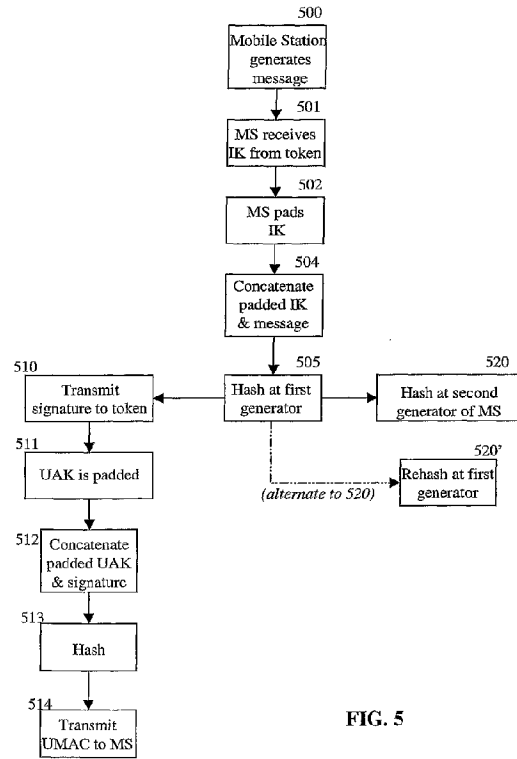 500
Mobile Station
generates
message
501
MS receives
IK from token
502
MS pads
IK
504
Concatenate
padded IK
& message
505
Hash at first
generator
510
Transmit
signature to token
520
Hash at second
generator of MS
520'
Rehash at first
generator
(alternate to 520)
511
UAK is padded
512
Concatenate
padded UAK
& signature
513
Hash
514
Transmit
UMAC to MS
FIG. 5